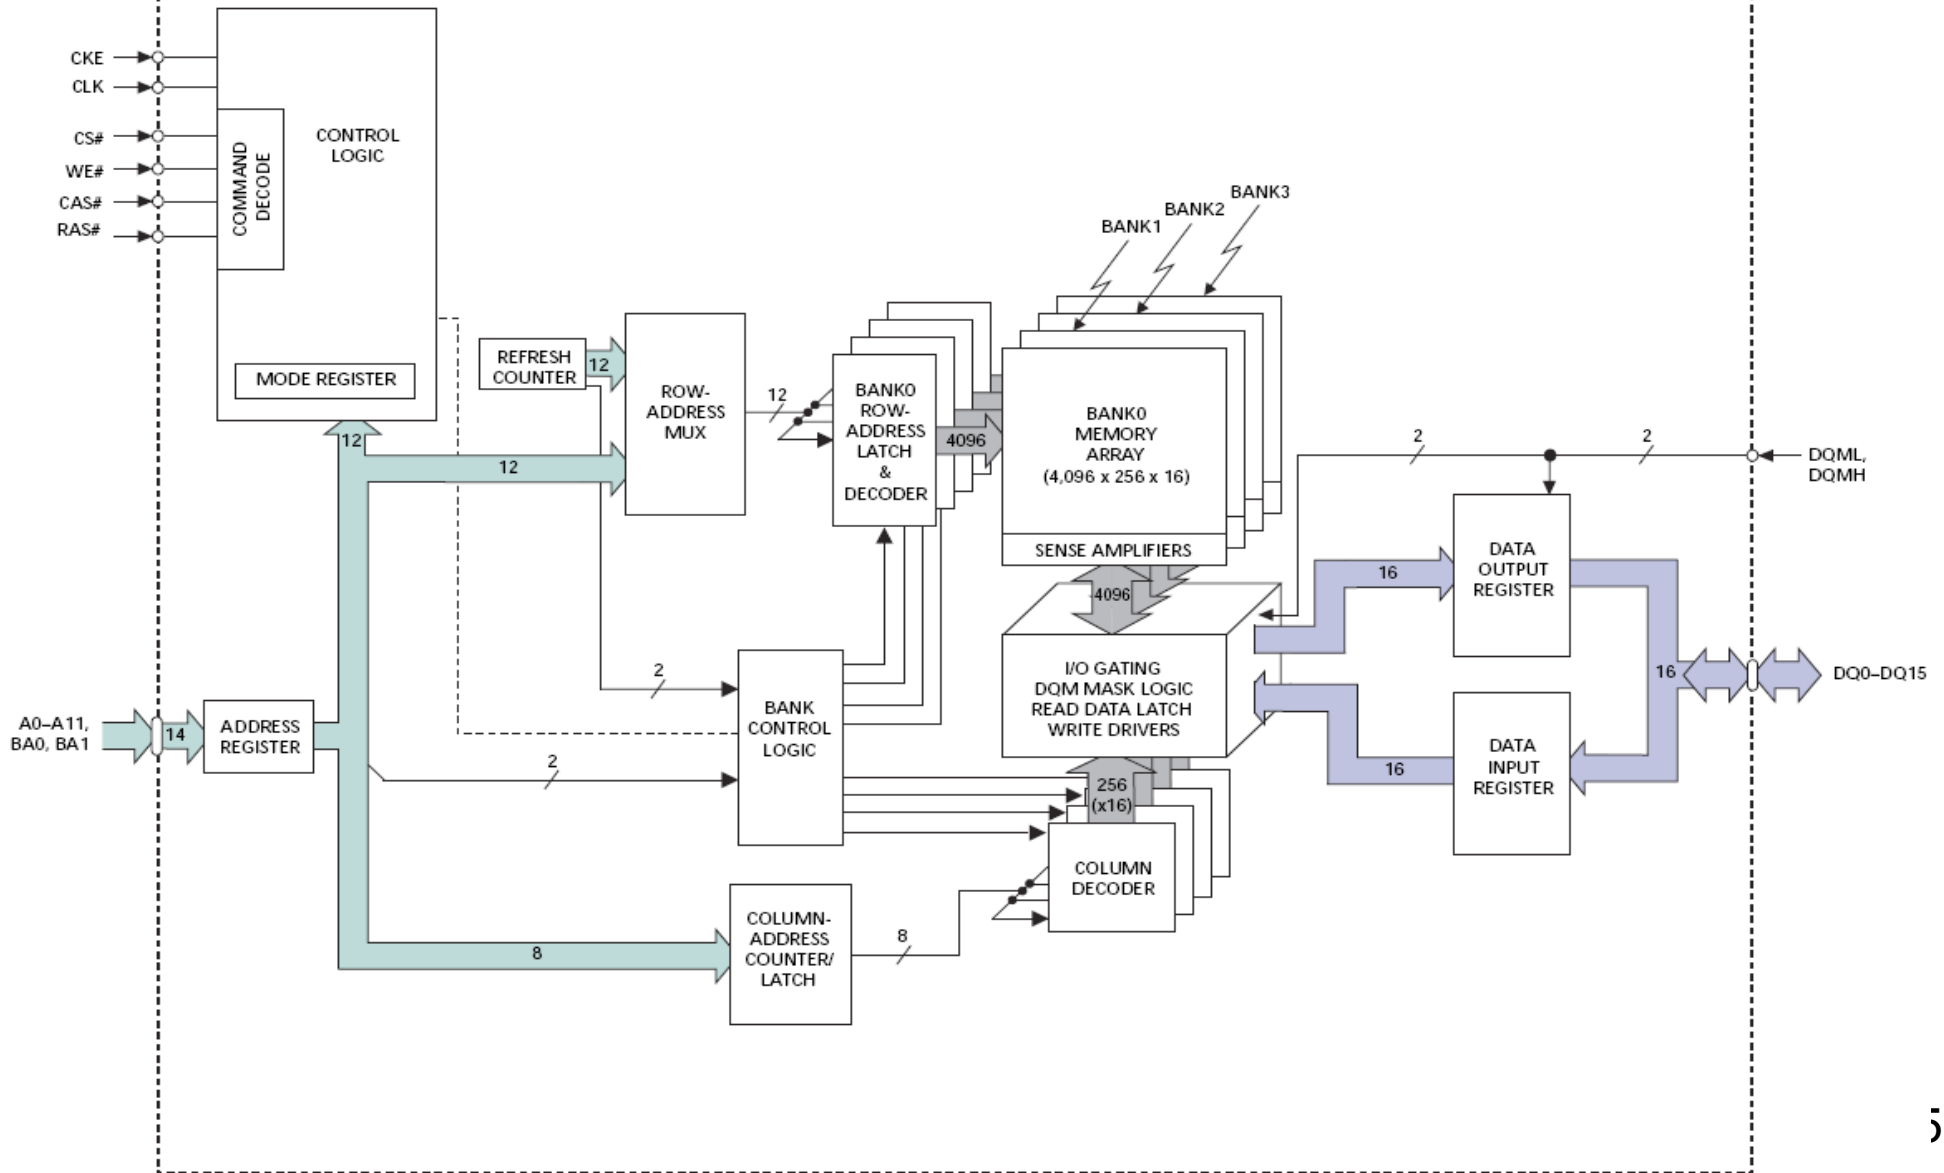 CKE
CLK
CS#
WE#
CAS#
RAS#
COMMAND
DECODE
CONTROL
LOGIC
MODE REGISTER
12
REFRESH
COUNTER
12
12
ROW-
ADDRESS
MUX
12
BANK0
ROW-
ADDRESS
LATCH
&
DECODER
4096
BANK1
BANK2
BANK3
BANK0
MEMORY
ARRAY
(4,096 x 256 x 16)
SENSE AMPLIFIERS
4096
I/O GATING
DQM MASK LOGIC
READ DATA LATCH
WRITE DRIVERS
256
(x16)
COLUMN
DECODER
2
2
DQML,
DQMH
16
DATA
OUTPUT
REGISTER
16
DQ0–DQ15
16
DATA
INPUT
REGISTER
A0–A11,
BA0, BA1
14
ADDRESS
REGISTER
2
2
BANK
CONTROL
LOGIC
8
COLUMN-
ADDRESS
COUNTER/
LATCH
8
5